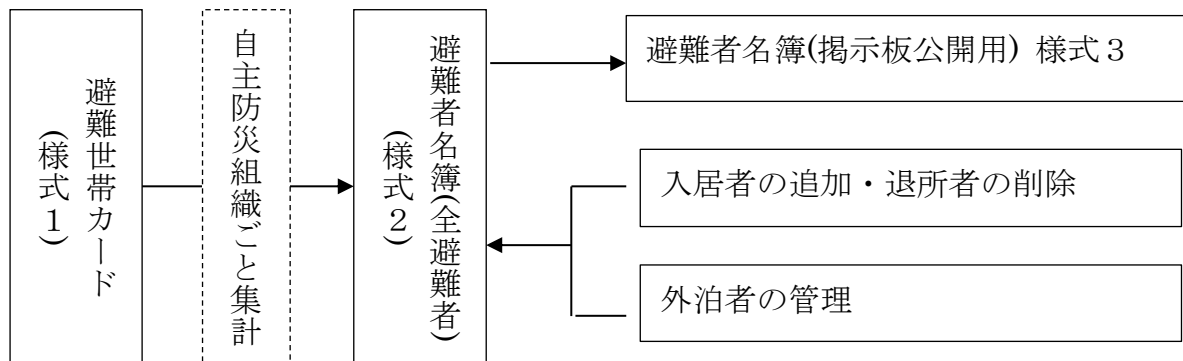 避難世帯カード
(様式１)
自主防災組織ごと集計
避難者名簿(全避難者)
(様式２)
避難者名簿(掲示板公開用) 様式３
入居者の追加・退所者の削除
外泊者の管理